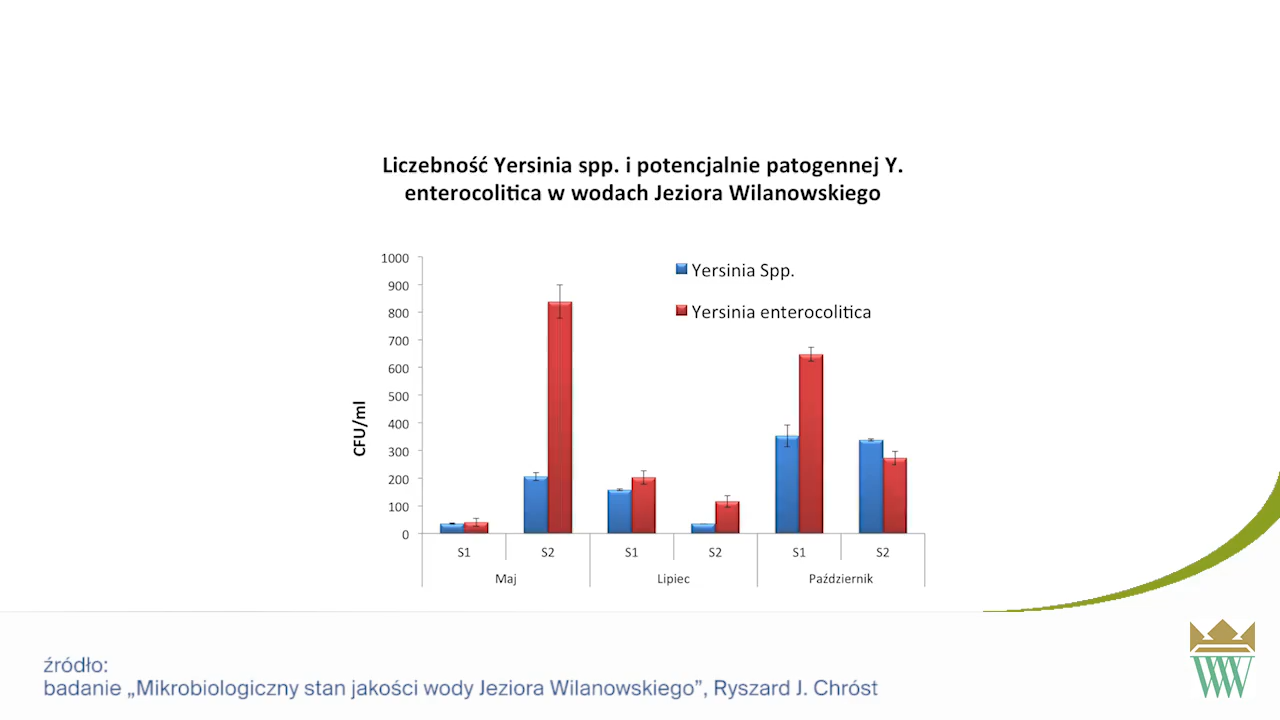 Liczebność Yersinia spp. i potencjalnie patogennej Y.
enterocolitica w wodach Jeziora Wilanowskiego
1000
900
800
700
600
500
400
300
200
100
0
CFU/ml
Yersinia Spp.
Yersinia enterocolitica
S1 S2 S1 S2 S1 S2
Maj Lipiec Październik
źródło:
badanie „Mikrobiologiczny stan jakości wody Jeziora Wilanowskiego”, Ryszard J. Chróst
WW